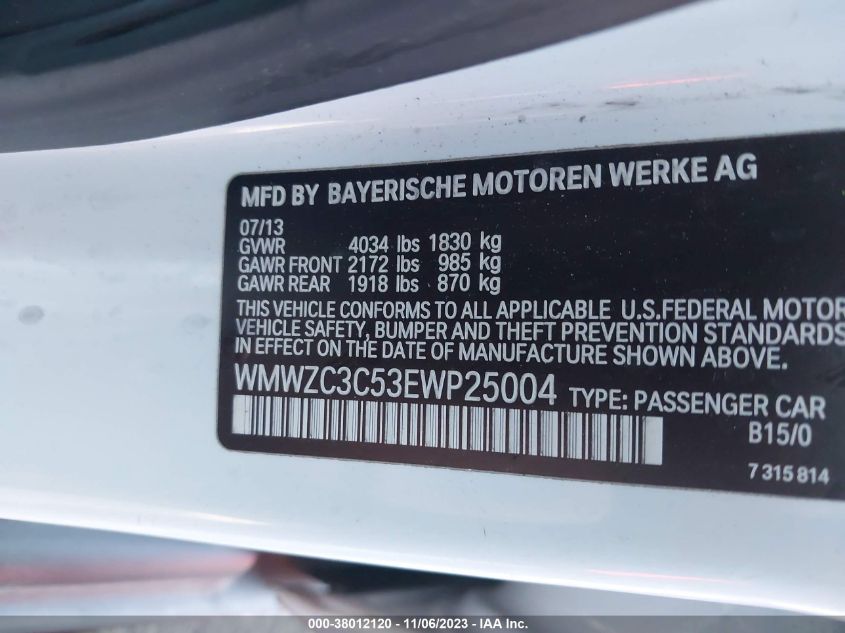 MFD BY BAYERISCHE MOTOREN WERKE AG
07/13
GVWR 4034 lbs 1830 kg
GAWR FRONT 2172 lbs 985 kg
GAWR REAR 1918 lbs 870 kg
THIS VEHICLE CONFORMS TO ALL APPLICABLE U.S.FEDERAL MOTOR
VEHICLE SAFETY, BUMPER AND THEFT PREVENTION STANDARDS
IN EFFECT ON THE DATE OF MANUFACTURE SHOWN ABOVE.
WMWZC3C53EWP25004 TYPE: PASSENGER CAR
B15/0
7 315 814
000-38012120 - 11/06/2023 - IAA Inc.